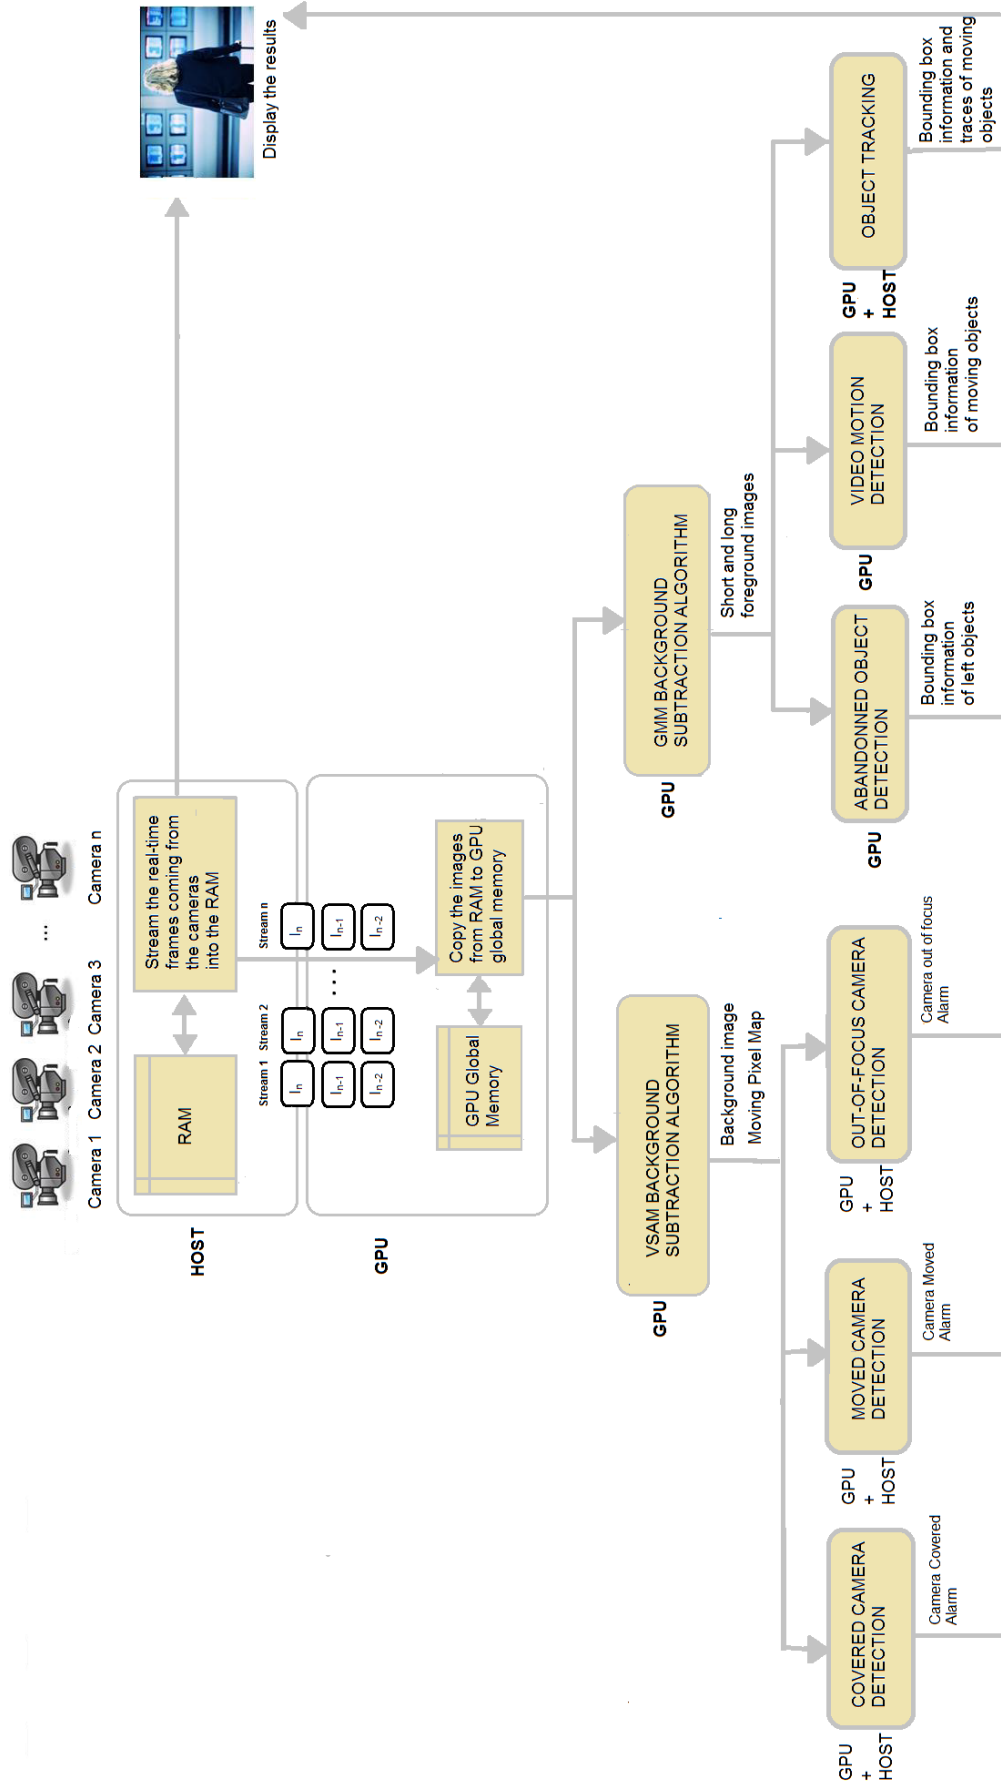 Camera 1
Camera 2
Camera 3
...
Camera n
HOST
RAM
Stream the real-time
frames coming from
the cameras
into the RAM
Display the results
Stream 1
Stream 2
Stream n
In
In
In
In-1
In-1
...
In-1
In-2
In-2
In-2
GPU
GPU Global
Memory
Copy the images
from RAM to GPU
global memory
GPU
VSAM BACKGROUND
SUBTRACTION ALGORITHM
GPU
GMM BACKGROUND
SUBTRACTION ALGORITHM
Background image
Moving Pixel Map
Short and long
foreground images
GPU
+
HOST
COVERED CAMERA
DETECTION
GPU
+
HOST
MOVED CAMERA
DETECTION
GPU
+
HOST
OUT-OF-FOCUS CAMERA
DETECTION
GPU
ABANDONNED OBJECT
DETECTION
GPU
VIDEO MOTION
DETECTION
GPU
+
HOST
OBJECT TRACKING
Camera Covered
Alarm
Camera Moved
Alarm
Camera out of focus
Alarm
Bounding box
information
of left objects
Bounding box
information
of moving objects
Bounding box
information and
traces of moving
objects